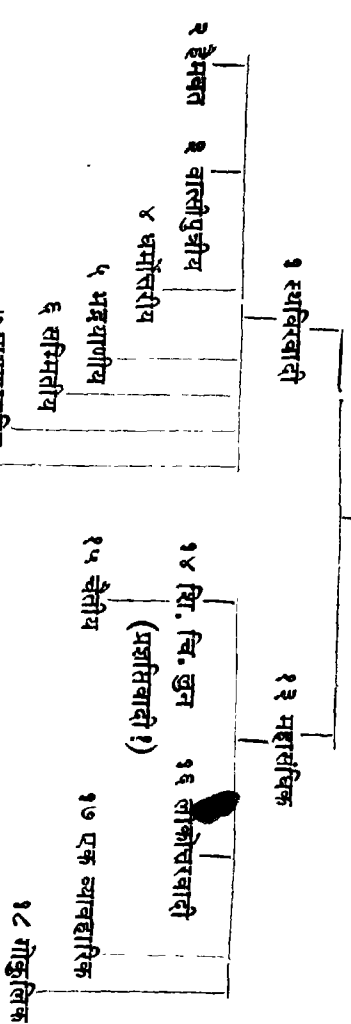 १ स्थविरवादी
२ हैमवत
३ वात्सीपुत्रीय
४ धर्मोत्तरीय
५ भद्रयाणीय
६ सम्मितीय
१३ महासांघिक
१४ शि. चि. लुन
(प्रज्ञप्तिवादी?)
१५ चैतीय
१६ लोकोत्तरवादी
१७ एक व्यावहारिक
१८ गोकुलिक